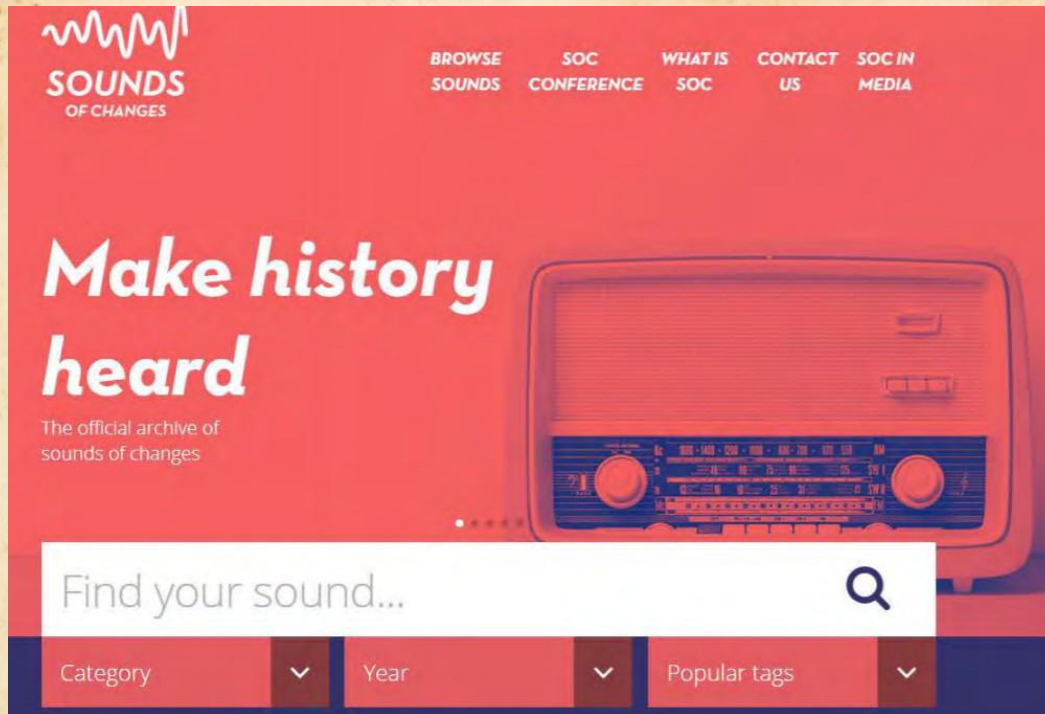 SOUNDS
OF CHANGES
BROWSE SOUNDS
SOC CONFERENCE
WHAT IS SOC
CONTACT US
SOC IN MEDIA
Make history
heard
The official archive of
sounds of changes
Find your sound...
Category
Year
Popular tags